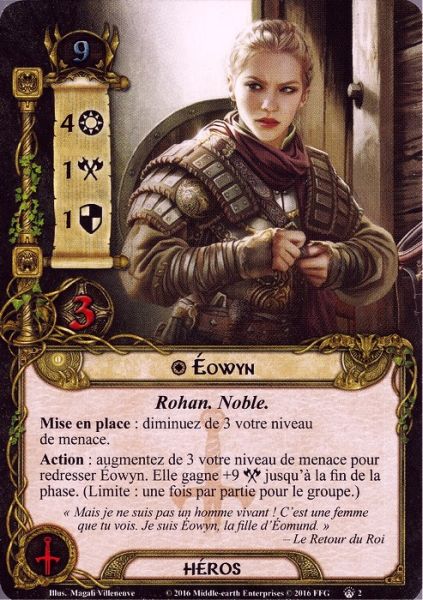 9
4
1
1
3
Éowyn
Rohan. Noble.
Mise en place : diminuez de 3 votre niveau
de menace.
Action : augmentez de 3 votre niveau de menace pour
redresser Éowyn. Elle gagne +9 jusqu'à la fin de la
phase. (Limite : une fois par partie pour le groupe.)
« Mais je ne suis pas un homme vivant ! C'est une femme
que tu vois. Je suis Éowyn, la fille d'Éomund. »
– Le Retour du Roi
HÉROS
Illus. Magali Villeneuve © 2016 Middle-earth Enterprises © 2016 FFG 2